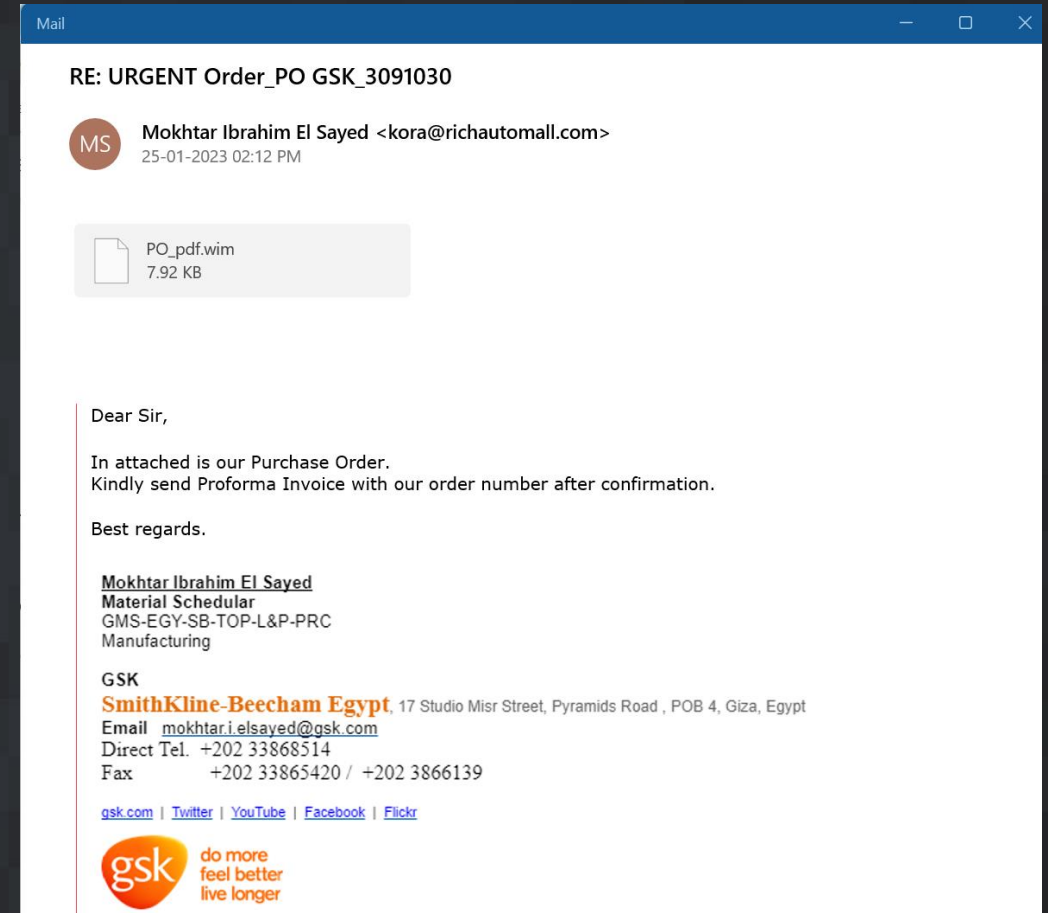 Mail
RE: URGENT Order_PO GSK_3091030
MS
Mokhtar Ibrahim El Sayed <kora@richautomall.com>
25-01-2023 02:12 PM
PO_pdf.wim
7.92 KB
Dear Sir,
In attached is our Purchase Order.
Kindly send Proforma Invoice with our order number after confirmation.
Best regards.
Mokhtar Ibrahim El Sayed
Material Schedular
GMS-EGY-SB-TOP-L&P-PRC
Manufacturing
GSK
SmithKline-Beecham Egypt, 17 Studio Misr Street, Pyramids Road , POB 4, Giza, Egypt
Email mokhtar.i.elsayed@gsk.com
Direct Tel. +202 33868514
Fax +202 33865420 / +202 3866139
gsk.com | Twitter | YouTube | Facebook | Flickr
gsk
do more
feel better
live longer